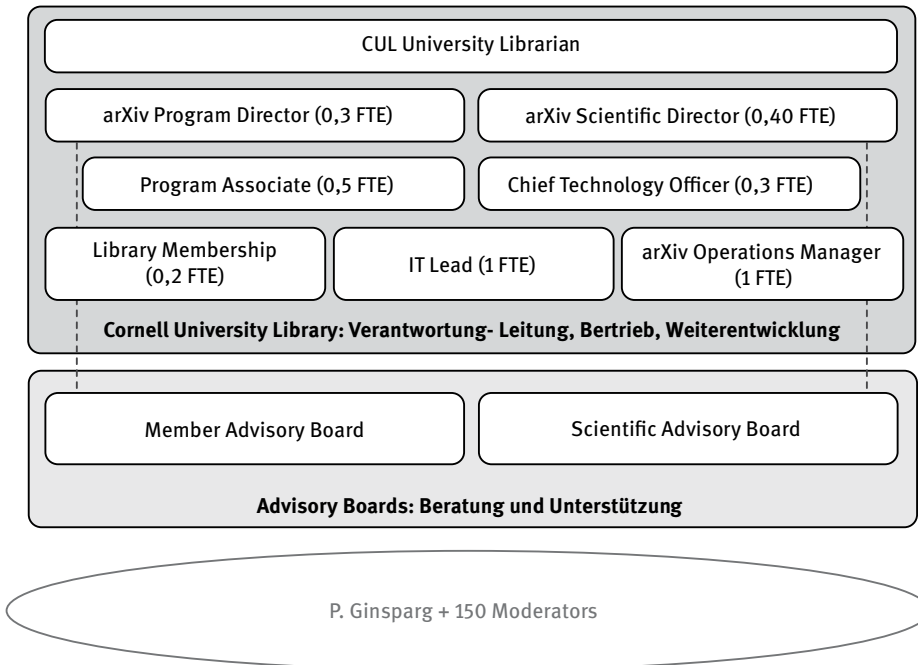 CUL University Librarian
arXiv Program Director (0,3 FTE)
arXiv Scientific Director (0,40 FTE)
Program Associate (0,5 FTE)
Chief Technology Officer (0,3 FTE)
Library Membership
(0,2 FTE)
IT Lead (1 FTE)
arXiv Operations Manager
(1 FTE)
Cornell University Library: Verantwortung- Leitung, Bertrieb, Weiterentwicklung
Member Advisory Board
Scientific Advisory Board
Advisory Boards: Beratung und Unterstützung
P. Ginsparg + 150 Moderators